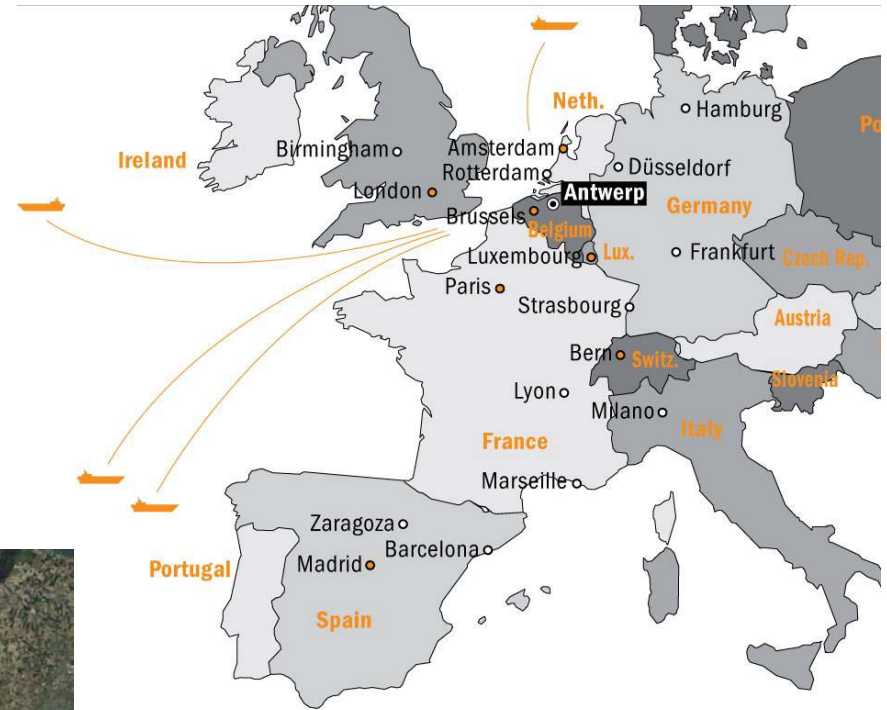 Neth.
Hamburg
Po
Ireland
Birmingham
Amsterdam
Rotterdam
Düsseldorf
London
Antwerp
Brussels
Belgium
Germany
Luxembourg
Lux.
Frankfurt
Czech Rep.
Paris
Strasbourg
Austria
Bern
Switz.
Slovenia
Lyon
Milano
Italy
France
Marseille
Zaragoza
Barcelona
Madrid
Portugal
Spain